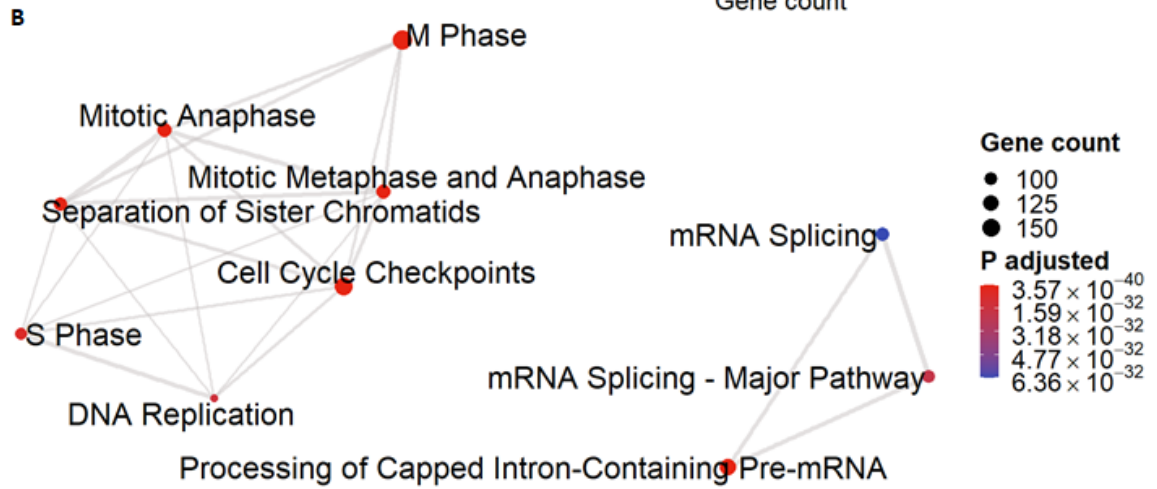 B
Gene count
M Phase
Mitotic Anaphase
Mitotic Metaphase and Anaphase
Separation of Sister Chromatids
Cell Cycle Checkpoints
S Phase
DNA Replication
mRNA Splicing
mRNA Splicing - Major Pathway
Processing of Capped Intron-Containing Pre-mRNA
Gene count
100
125
150
P adjusted
3.57 × 10⁻⁴⁰
1.59 × 10⁻³²
3.18 × 10⁻³²
4.77 × 10⁻³²
6.36 × 10⁻³²